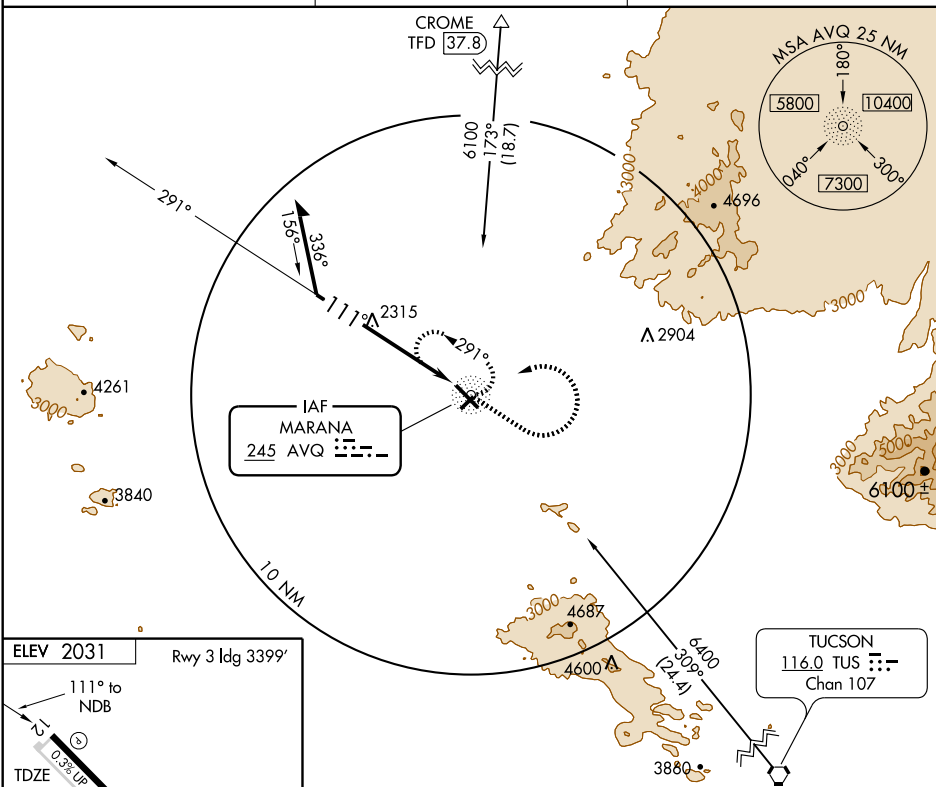 CROME
TFD 37.8
MSA AVQ 25 NM
180°
5800
10400
040°
300°
7300
6100
173°
(18.7)
3000
4000
4696
3000
291°
156°
336°
111°
2315
2904
291°
4261
3000
IAF
MARANA
245 AVQ
3840
3000
5000
6100±
10 NM
3000
4687
4600
6400
309°
(24.4)
TUCSON
116.0 TUS
Chan 107
3880
ELEV 2031
Rwy 3 ldg 3399'
111° to
NDB
12
P
0.3% UP
TDZE